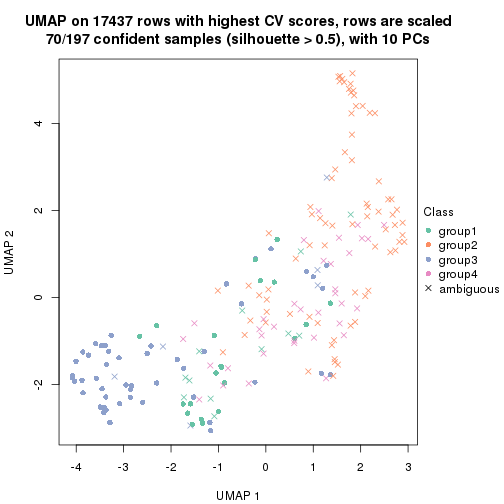 UMAP on 17437 rows with highest CV scores, rows are scaled
70/197 confident samples (silhouette > 0.5), with 10 PCs
UMAP 2
4
2
0
-2
-4
-3
-2
-1
0
1
2
3
UMAP 1
Class
group1
group2
group3
group4
ambiguous